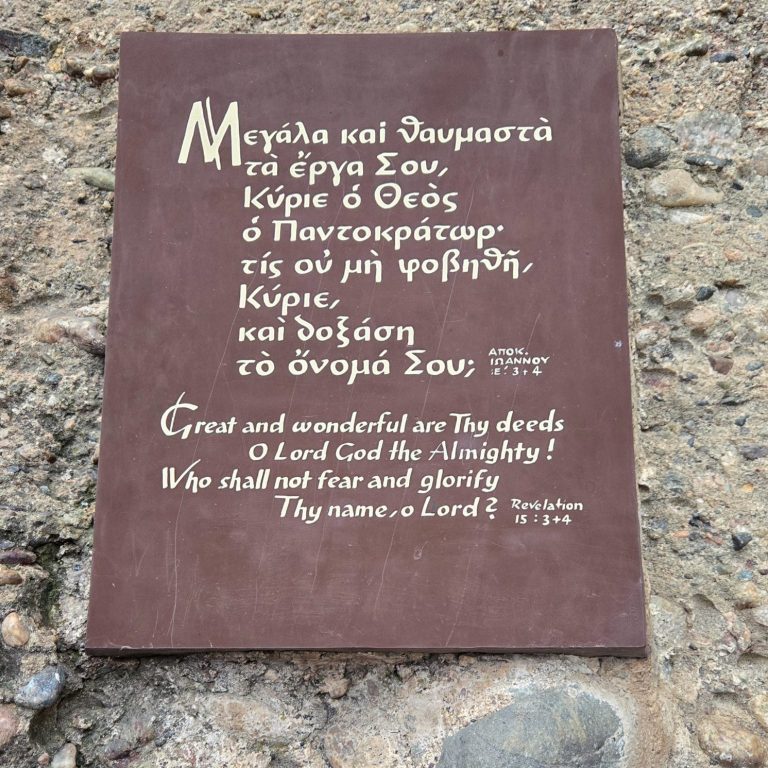 Μεγάλα καὶ θαυμαστὰ
τὰ ἔργα Σου,
Κύριε ὁ Θεὸς
ὁ Παντοκράτωρ·
τίς οὐ μὴ φοβηθῆ,
Κύριε,
καὶ δοξάση
τὸ ὄνομά Σου;
ΑΠΟΚ.
ΙΩΑΝΝΟΥ
ΙΕ΄: 3+4
Great and wonderful are Thy deeds
O Lord God the Almighty!
Who shall not fear and glorify
Thy name, o Lord?
Revelation
15:3+4